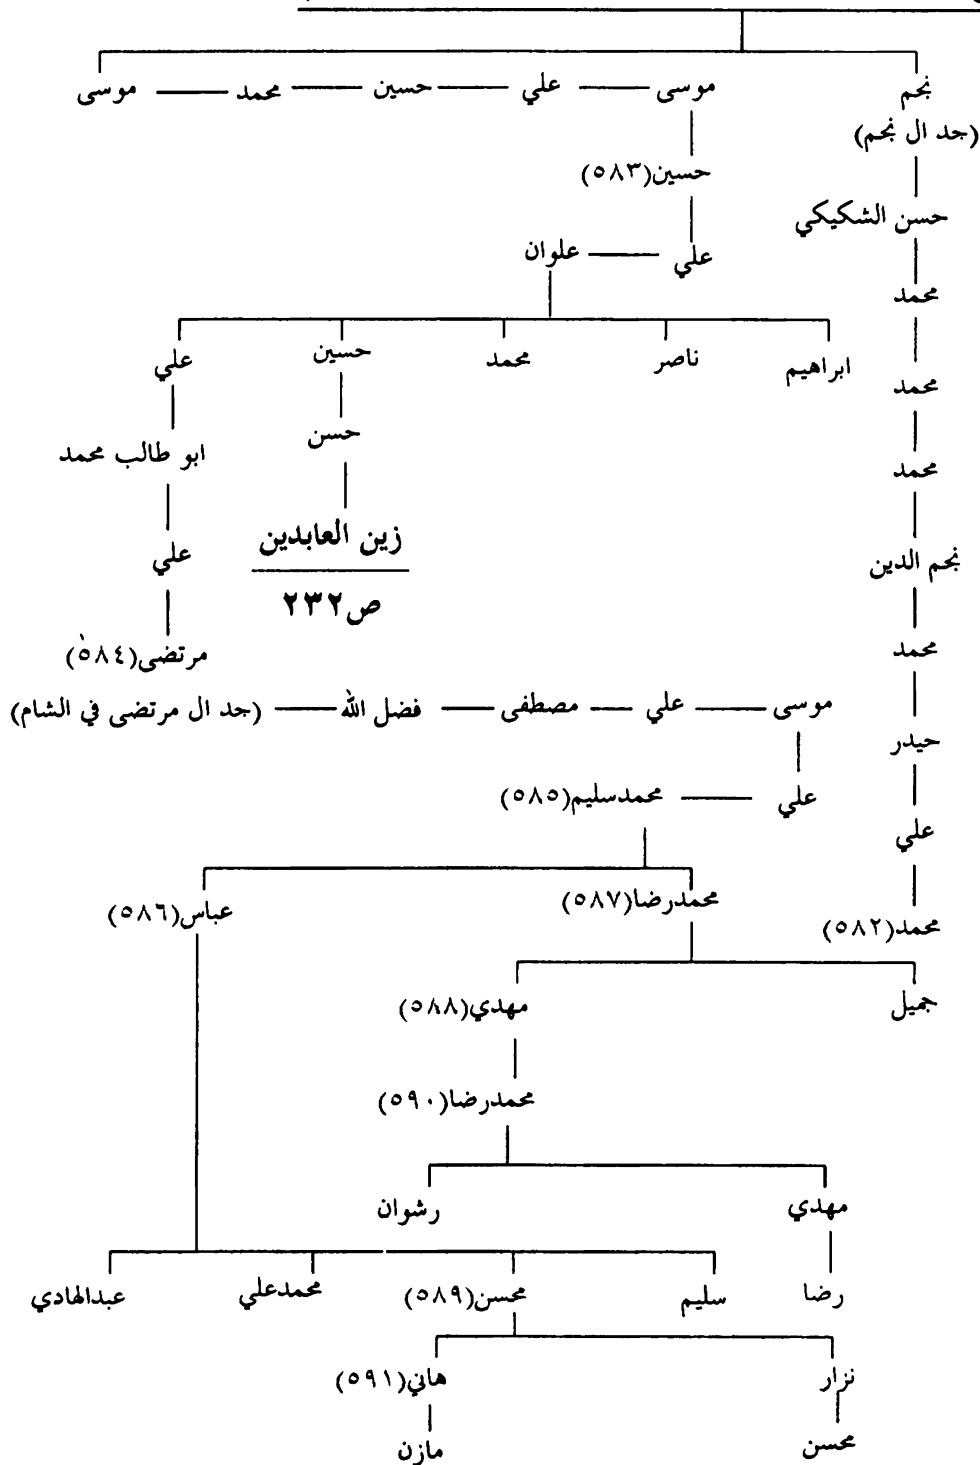 نجم موسى علي حسين محمد موسى
(جد ال نجم)
حسين(٥٨٣)
حسن الشكيكي
علي علوان
محمد
ابراهيم ناصر محمد حسين علي
محمد
حسن
ابو طالب محمد
محمد
زين العابدين
علي
نجم الدين
ص٢٣٢
محمد
مرتضى(٥٨٤)
موسى علي مصطفى فضل الله (جد ال مرتضى في الشام)
حيدر
علي محمدسليم(٥٨٥)
علي
محمدرضا(٥٨٧) عباس(٥٨٦)
محمد(٥٨٢)
جميل مهدي(٥٨٨)
محمدرضا(٥٩٠)
مهدي رشوان
رضا سليم محسن(٥٨٩) محمدعلي عبدالهادي
نزار هاني(٥٩١)
محسن مازن